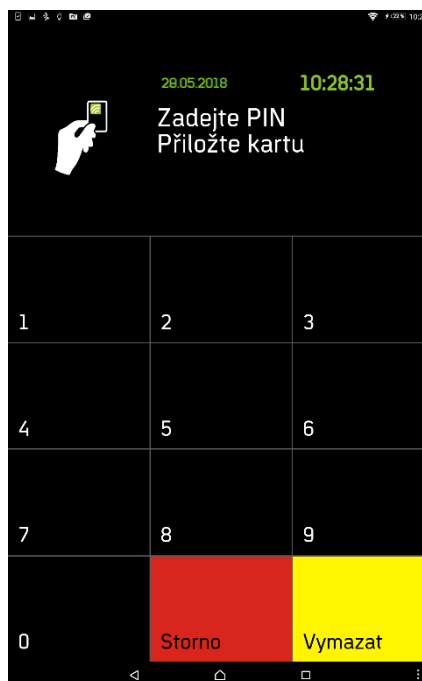 28.05.2018 10:28:31
Zadejte PIN
Přiložte kartu
1 2 3
4 5 6
7 8 9
0 Storno Vymazat